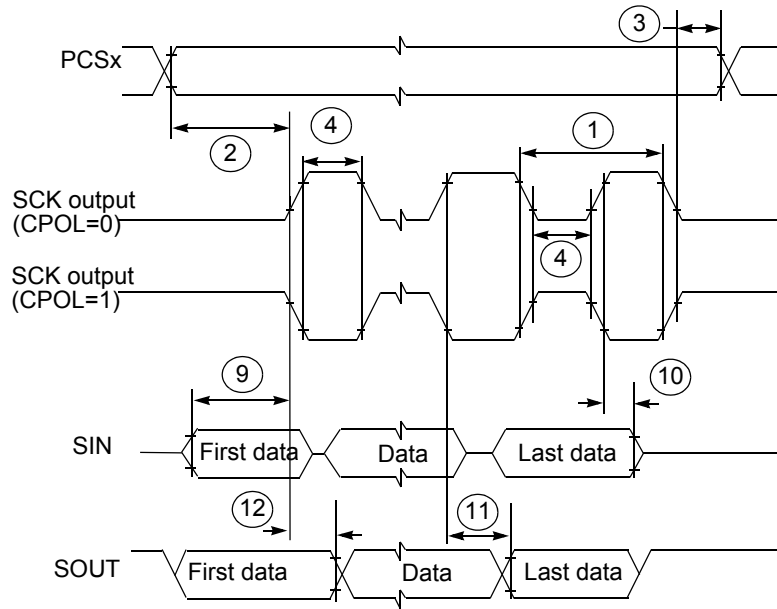 3
PCSx
2
4
1
SCK output
(CPOL=0)
4
SCK output
(CPOL=1)
9
10
SIN
First data
Data
Last data
12
11
SOUT
First data
Data
Last data